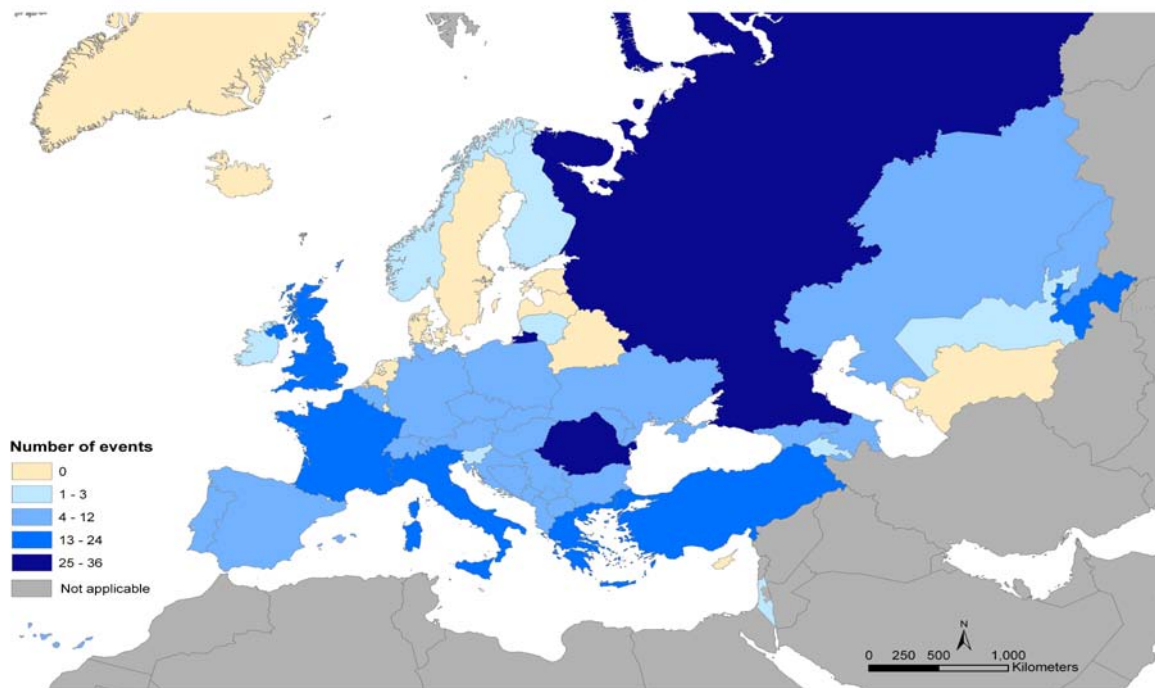 Number of events
0
1 - 3
4 - 12
13 - 24
25 - 36
Not applicable
N
0 250 500 1,000
Kilometers